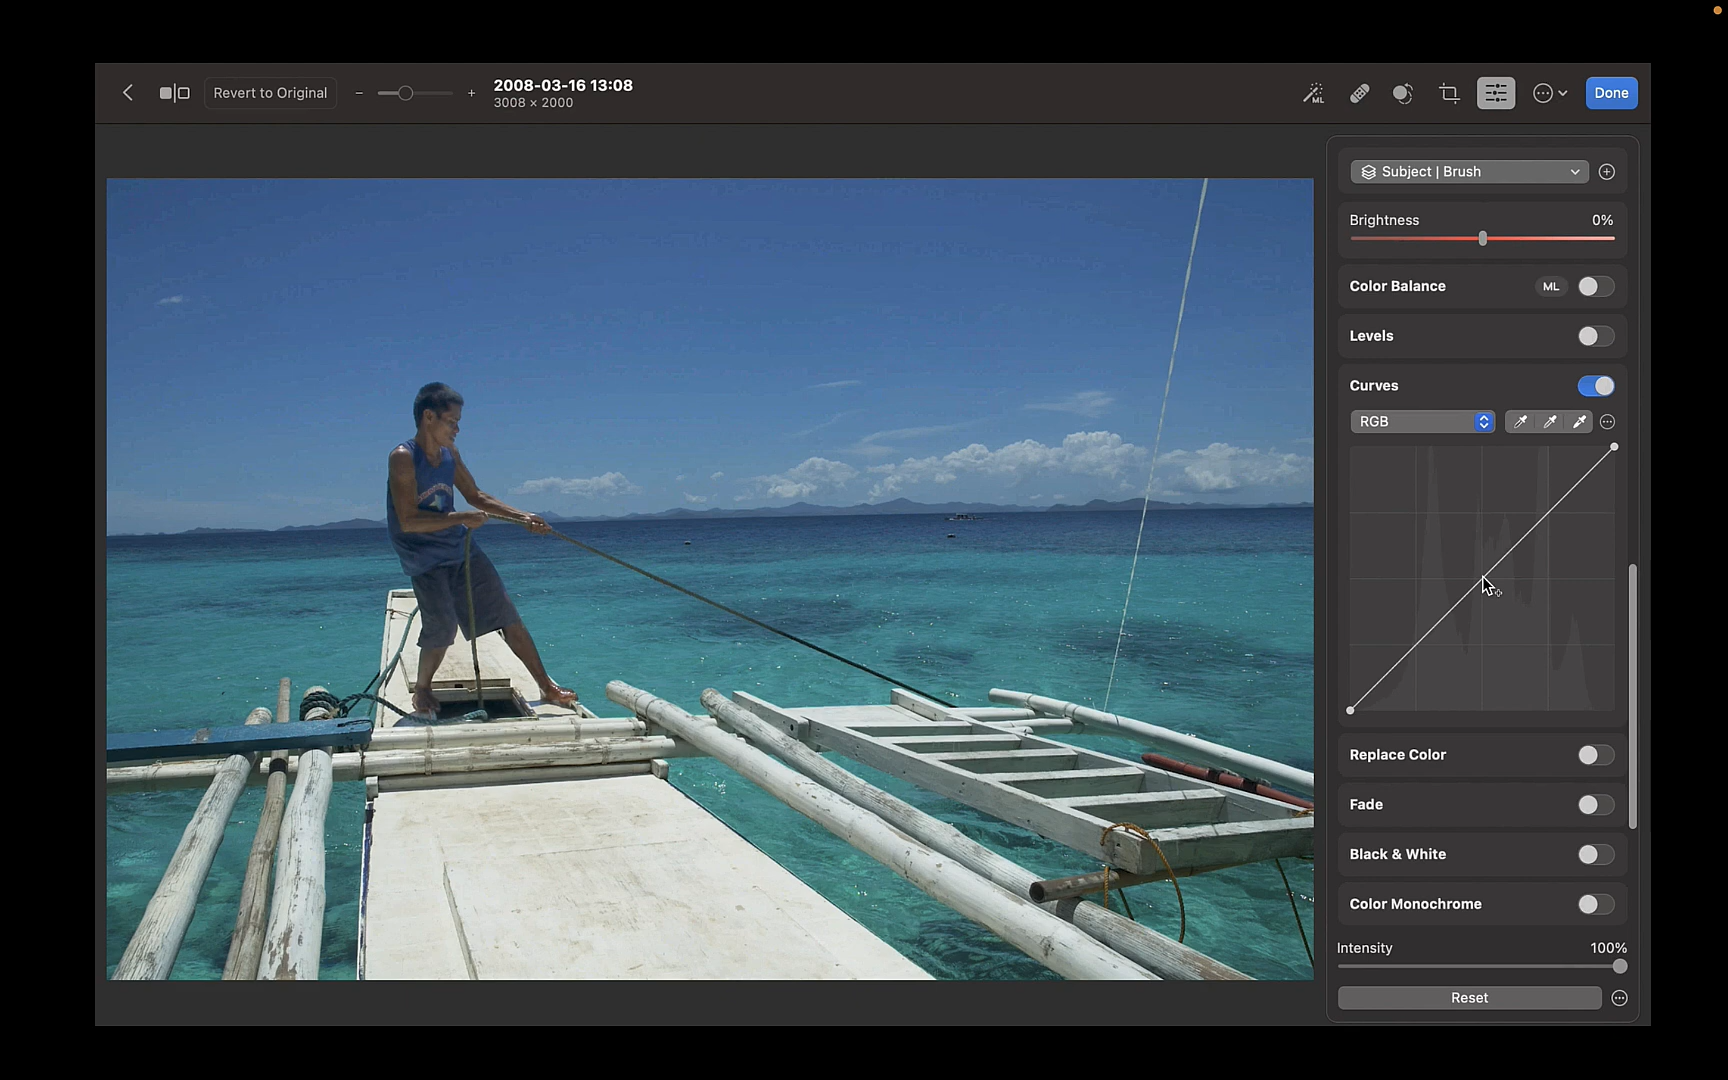 Revert to Original
2008-03-16 13:08
3008 × 2000
ML
Done
Subject | Brush
Brightness 0%
Color Balance ML
Levels
Curves
RGB
Replace Color
Fade
Black & White
Color Monochrome
Intensity 100%
Reset